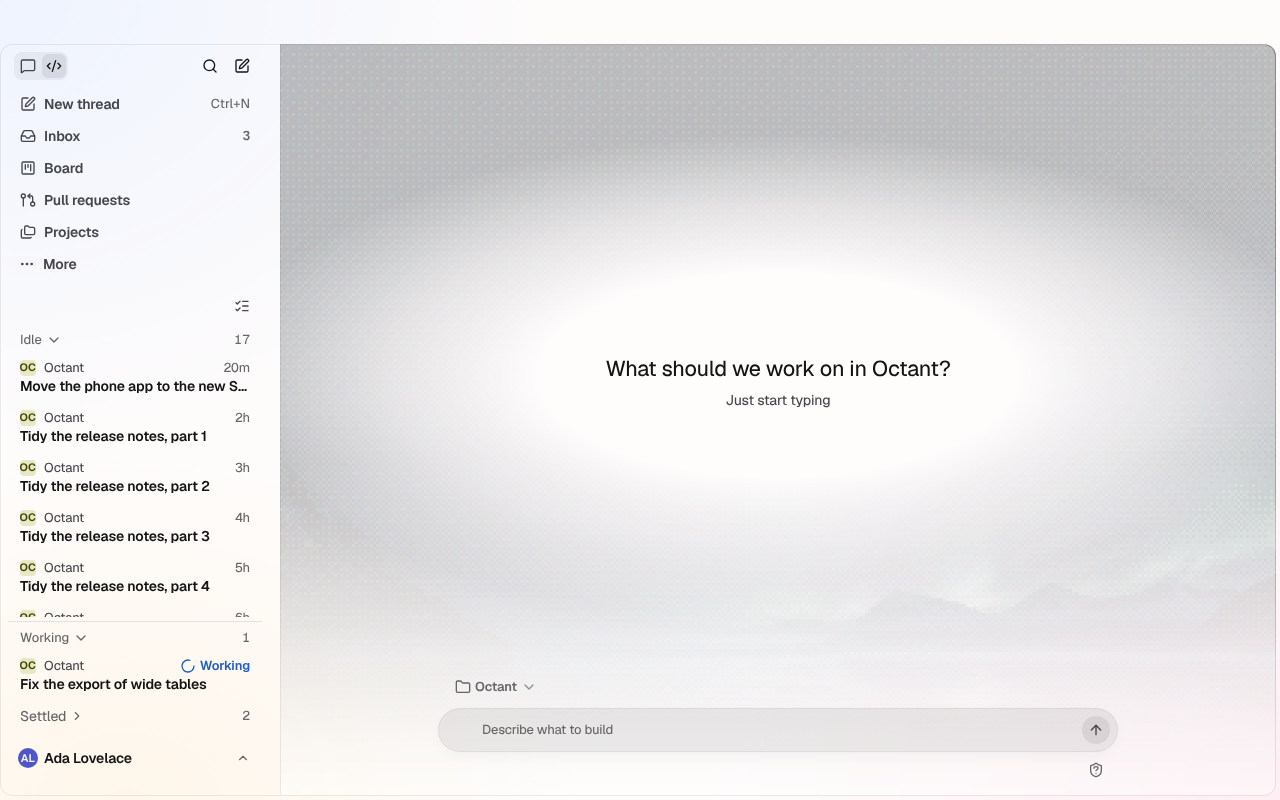 New thread Ctrl+N
Inbox 3
Board
Pull requests
Projects
More
Idle 17
OC Octant 20m
Move the phone app to the new S...
OC Octant 2h
Tidy the release notes, part 1
OC Octant 3h
Tidy the release notes, part 2
OC Octant 4h
Tidy the release notes, part 3
OC Octant 5h
Tidy the release notes, part 4
OC Octant 6h
Working 1
OC Octant Working
Fix the export of wide tables
Settled 2
AL Ada Lovelace
What should we work on in Octant?
Just start typing
Octant
Describe what to build